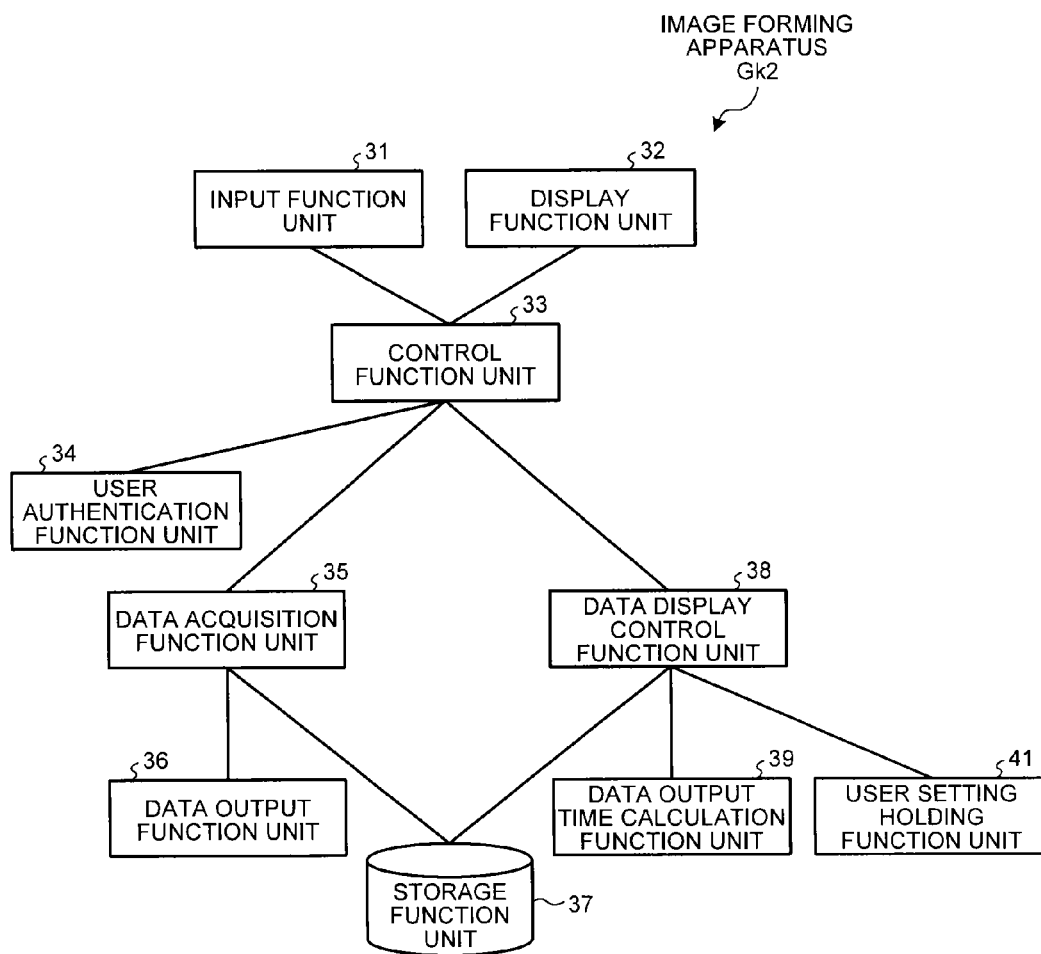 IMAGE FORMING
APPARATUS
Gk2
31
INPUT FUNCTION
UNIT
32
DISPLAY
FUNCTION UNIT
33
CONTROL
FUNCTION UNIT
34
USER
AUTHENTICATION
FUNCTION UNIT
35
DATA ACQUISITION
FUNCTION UNIT
38
DATA DISPLAY
CONTROL
FUNCTION UNIT
36
DATA OUTPUT
FUNCTION UNIT
39
DATA OUTPUT
TIME CALCULATION
FUNCTION UNIT
41
USER SETTING
HOLDING
FUNCTION UNIT
STORAGE
FUNCTION
UNIT
37